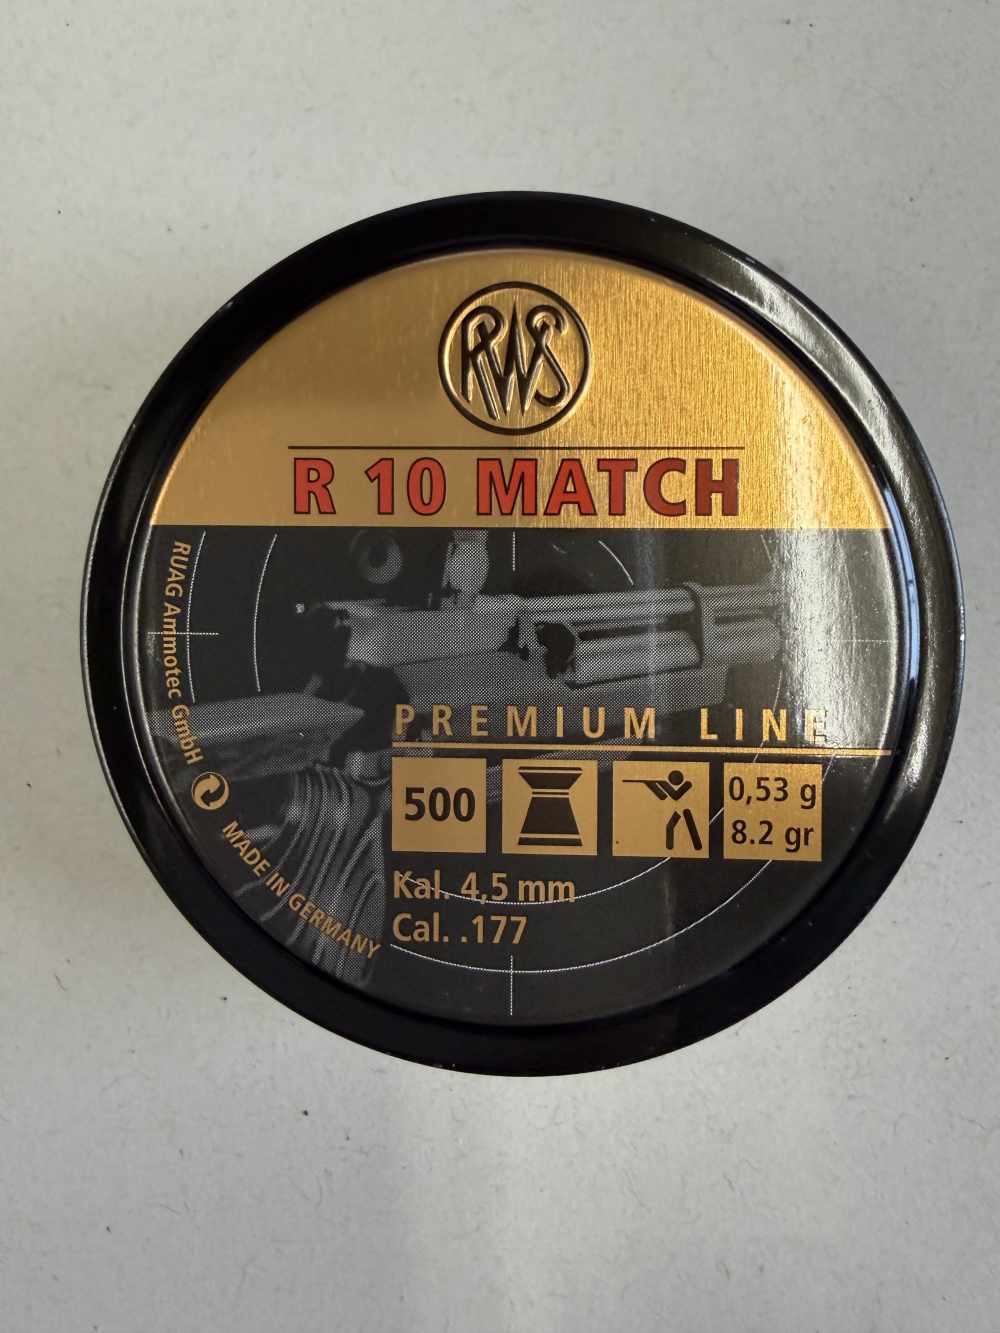 RWS
R 10 MATCH
PREMIUM LINE
500
0,53 g
8.2 gr
Kal. 4,5 mm
Cal. .177
RUAG Ammotec GmbH
MADE IN GERMANY